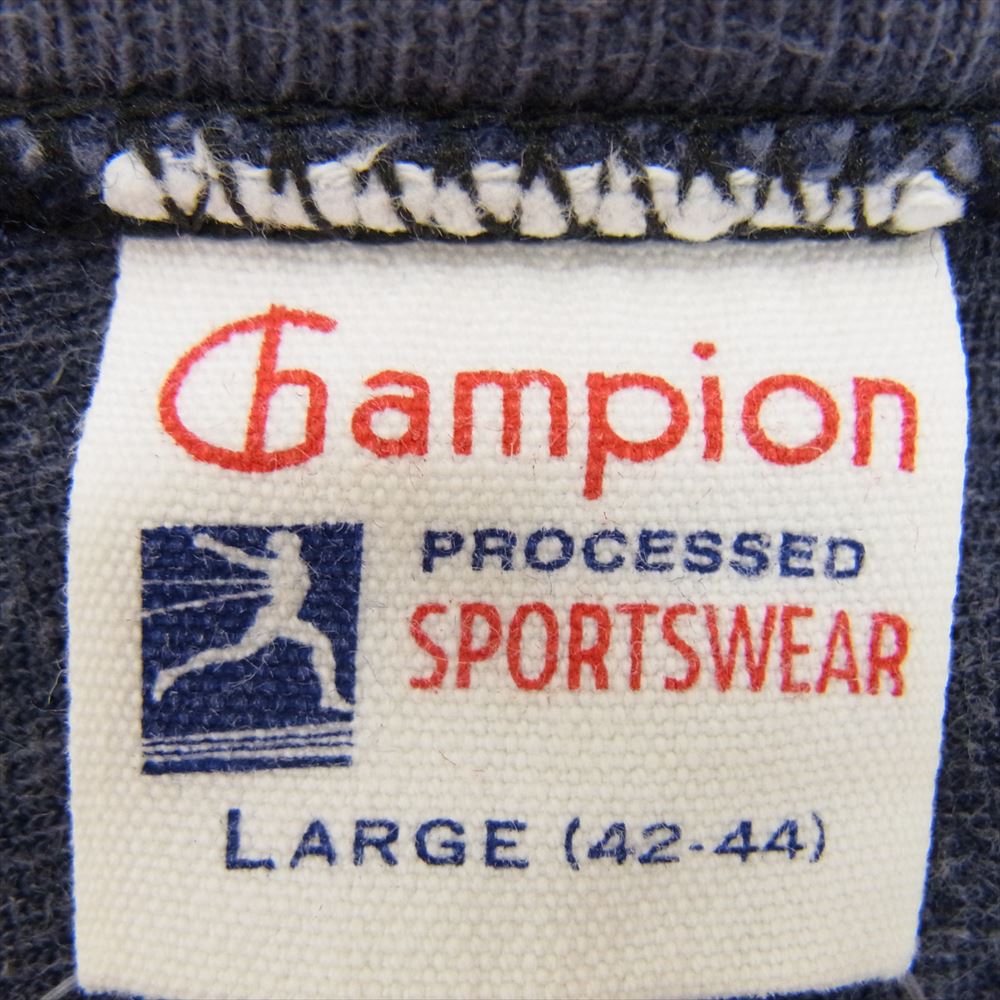 Champion
PROCESSED
SPORTSWEAR
LARGE (42-44)